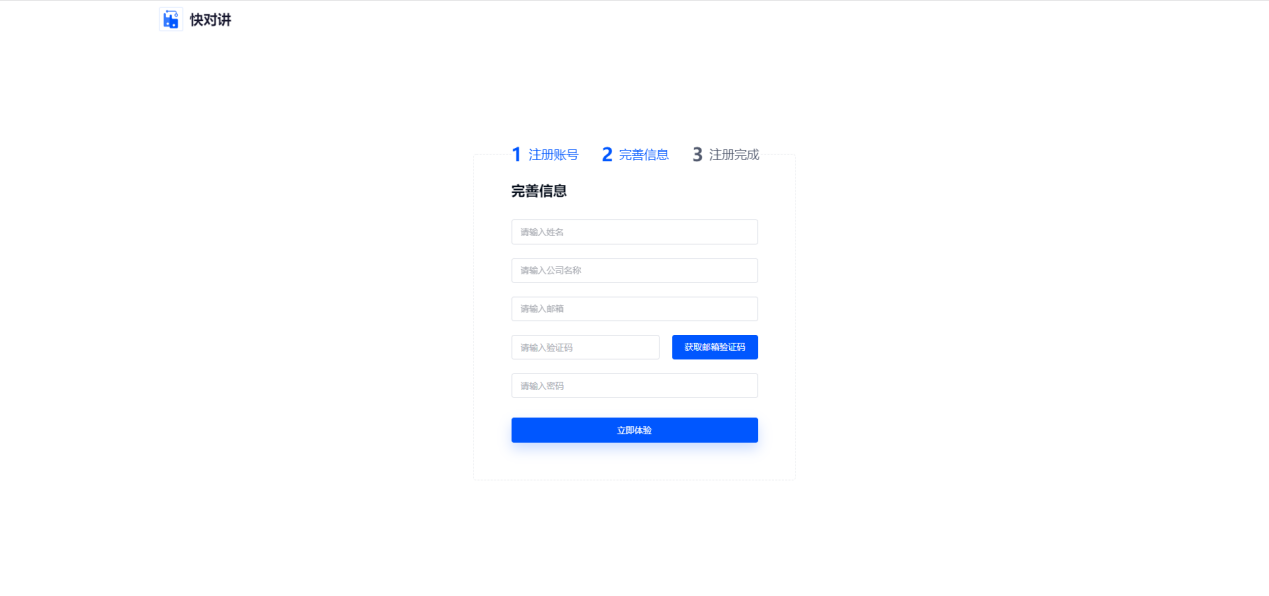 快对讲
1 注册账号 2 完善信息 3 注册完成
完善信息
请输入姓名
请输入公司名称
请输入邮箱
请输入验证码 获取邮箱验证码
请输入密码
立即体验